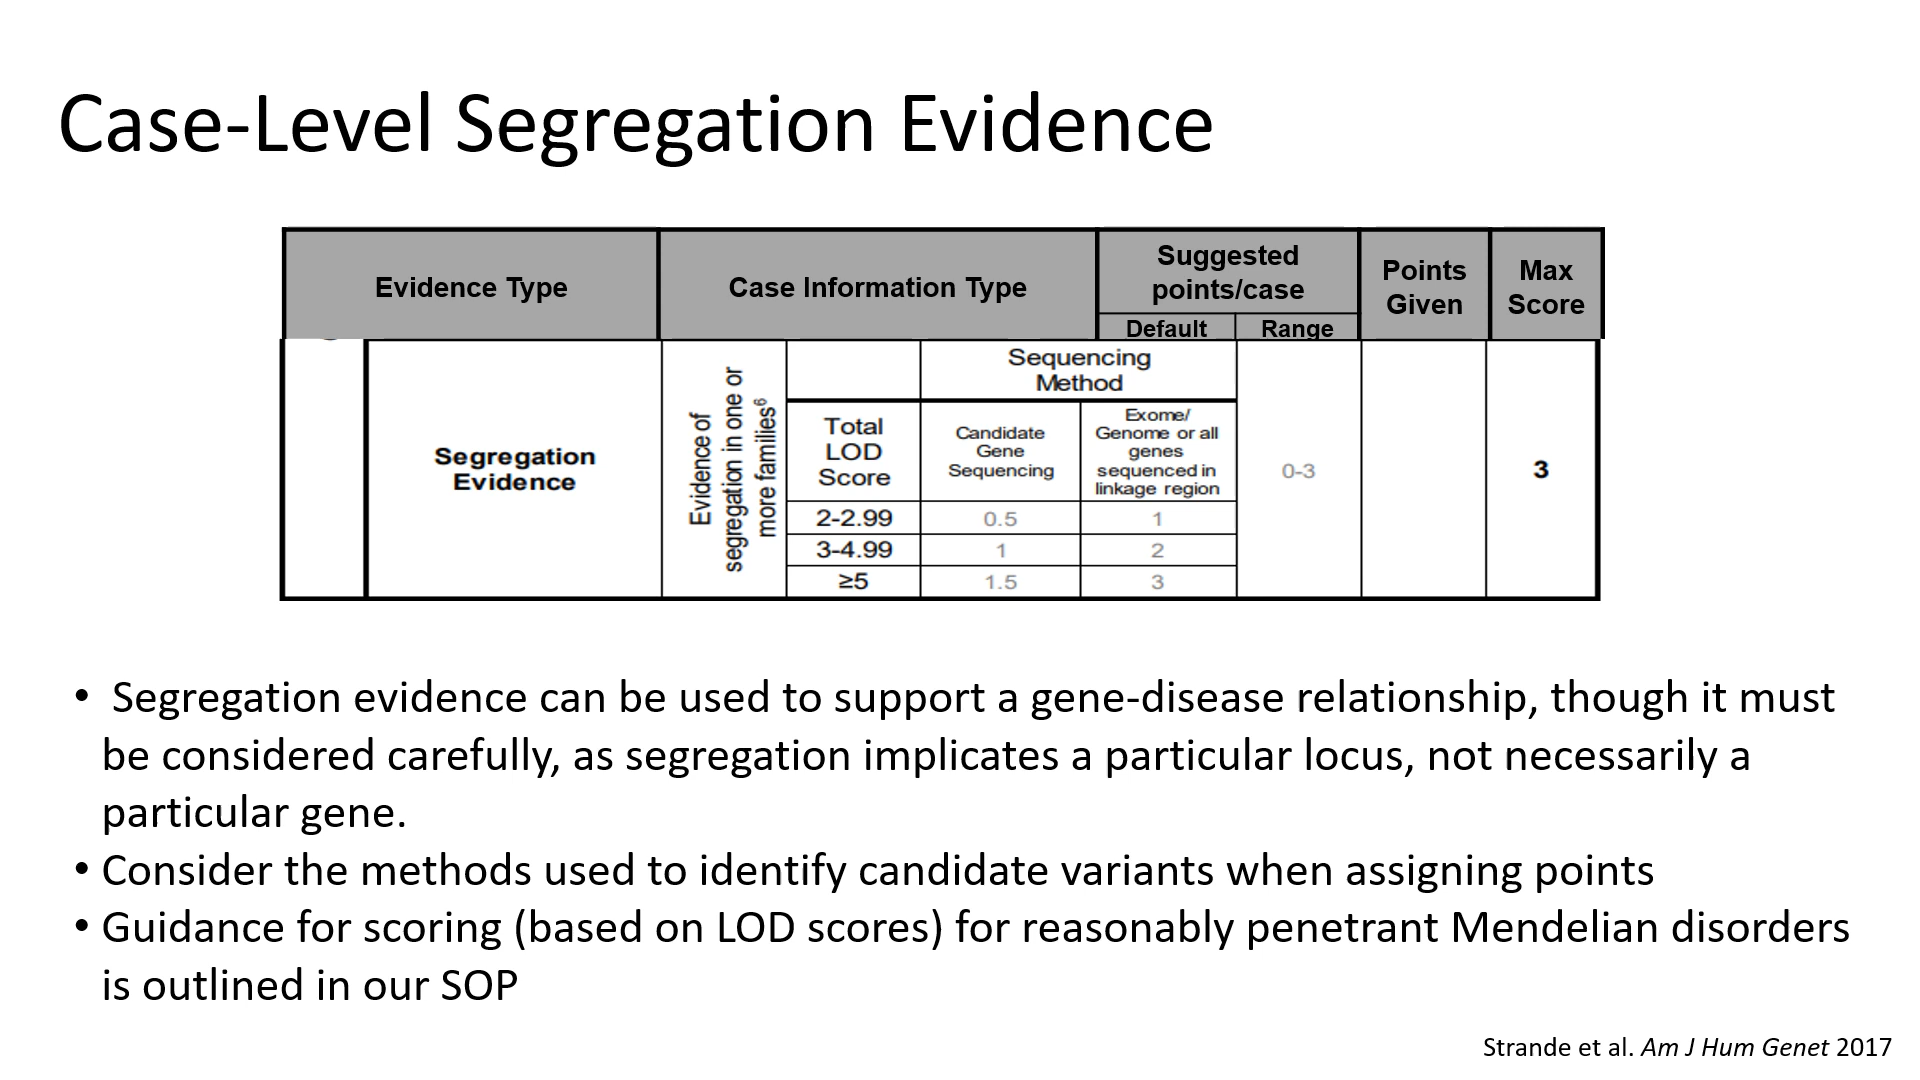 Case-Level Segregation Evidence
Evidence Type
Case Information Type
Suggested
points/case
Default
Range
Points
Given
Max
Score
Segregation
Evidence
Evidence of
segregation in one or
more families⁶
Sequencing
Method
Total
LOD
Score
Candidate
Gene
Sequencing
Exome/
Genome or all
genes
sequenced in
linkage region
2-2.99
0.5
1
3-4.99
1
2
≥5
1.5
3
0-3
3
• Segregation evidence can be used to support a gene-disease relationship, though it must
be considered carefully, as segregation implicates a particular locus, not necessarily a
particular gene.
• Consider the methods used to identify candidate variants when assigning points
• Guidance for scoring (based on LOD scores) for reasonably penetrant Mendelian disorders
is outlined in our SOP
Strande et al. Am J Hum Genet 2017